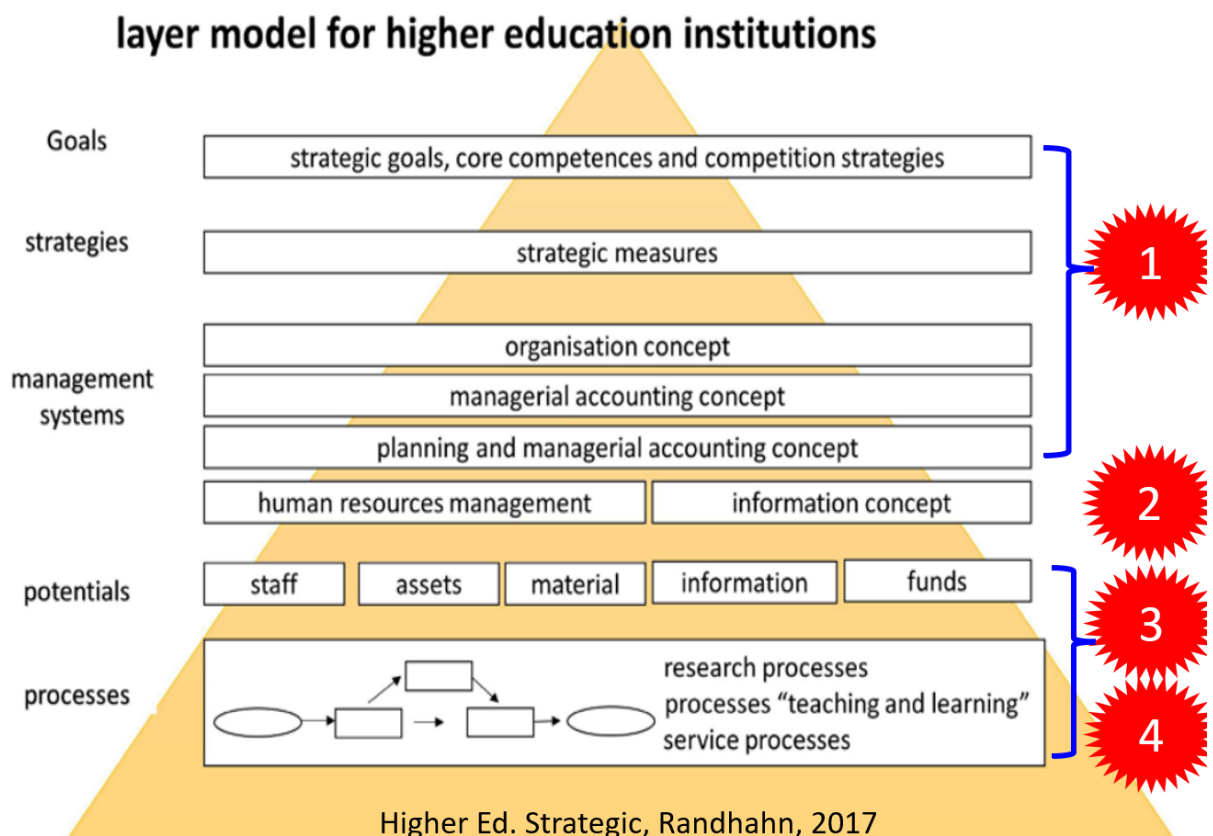 layer model for higher education institutions
Goals
strategic goals, core competences and competition strategies
strategies
strategic measures
1
organisation concept
management
systems
managerial accounting concept
planning and managerial accounting concept
human resources management
information concept
2
potentials
staff
assets
material
information
funds
3
processes
research processes
processes “teaching and learning”
service processes
4
Higher Ed. Strategic, Randhahn, 2017